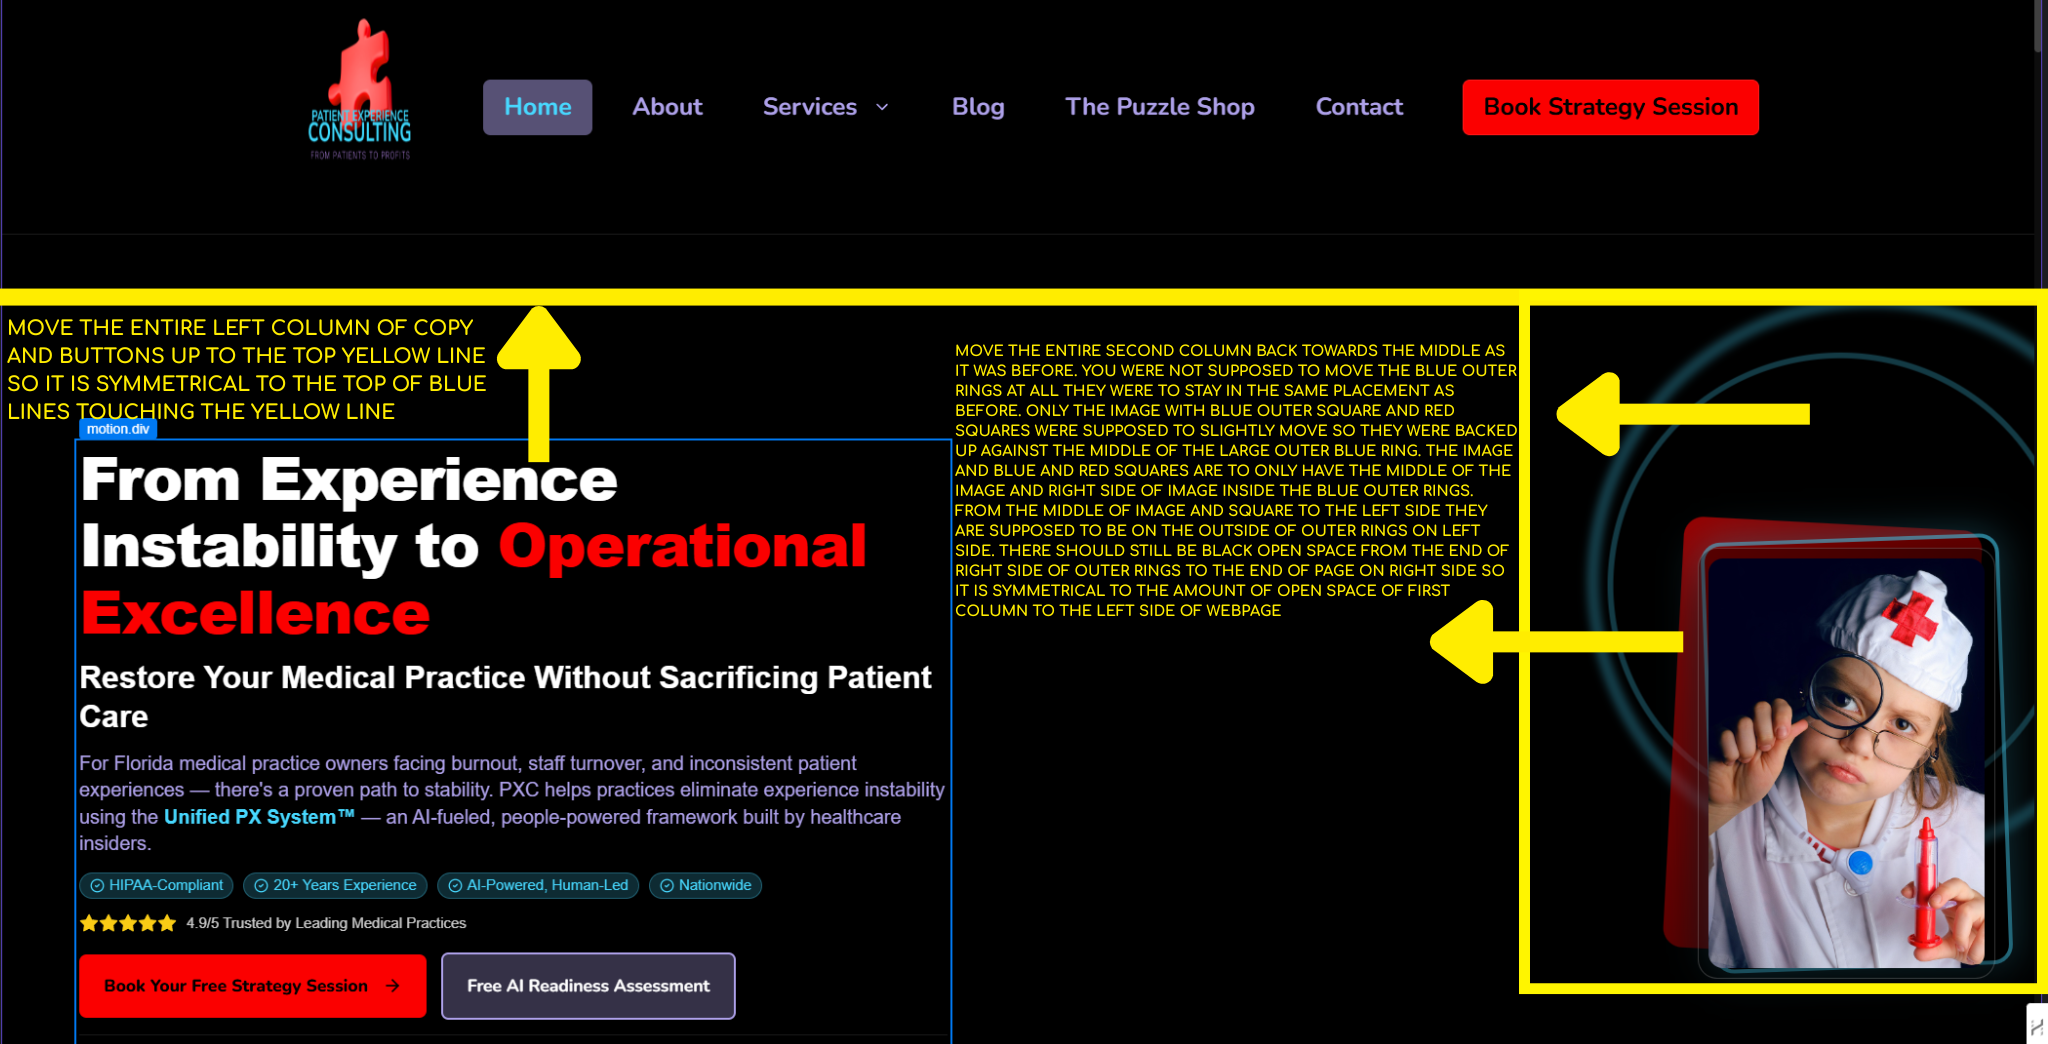 PATIENT EXPERIENCE
CONSULTING
FROM PATIENTS TO PROFITS
Home
About
Services
Blog
The Puzzle Shop
Contact
Book Strategy Session
MOVE THE ENTIRE LEFT COLUMN OF COPY
AND BUTTONS UP TO THE TOP YELLOW LINE
SO IT IS SYMMETRICAL TO THE TOP OF BLUE
LINES TOUCHING THE YELLOW LINE
motion.div
From Experience
Instability to Operational
Excellence
Restore Your Medical Practice Without Sacrificing Patient
Care
For Florida medical practice owners facing burnout, staff turnover, and inconsistent patient
experiences — there's a proven path to stability. PXC helps practices eliminate experience instability
using the Unified PX System™ — an AI-fueled, people-powered framework built by healthcare
insiders.
HIPAA-Compliant
20+ Years Experience
AI-Powered, Human-Led
Nationwide
4.9/5 Trusted by Leading Medical Practices
Book Your Free Strategy Session
Free AI Readiness Assessment
MOVE THE ENTIRE SECOND COLUMN BACK TOWARDS THE MIDDLE AS
IT WAS BEFORE. YOU WERE NOT SUPPOSED TO MOVE THE BLUE OUTER
RINGS AT ALL THEY WERE TO STAY IN THE SAME PLACEMENT AS
BEFORE. ONLY THE IMAGE WITH BLUE OUTER SQUARE AND RED
SQUARES WERE SUPPOSED TO SLIGHTLY MOVE SO THEY WERE BACKED
UP AGAINST THE MIDDLE OF THE LARGE OUTER BLUE RING. THE IMAGE
AND BLUE AND RED SQUARES ARE TO ONLY HAVE THE MIDDLE OF THE
IMAGE AND RIGHT SIDE OF IMAGE INSIDE THE BLUE OUTER RINGS.
FROM THE MIDDLE OF IMAGE AND SQUARE TO THE LEFT SIDE THEY
ARE SUPPOSED TO BE ON THE OUTSIDE OF OUTER RINGS ON LEFT
SIDE. THERE SHOULD STILL BE BLACK OPEN SPACE FROM THE END OF
RIGHT SIDE OF OUTER RINGS TO THE END OF PAGE ON RIGHT SIDE SO
IT IS SYMMETRICAL TO THE AMOUNT OF OPEN SPACE OF FIRST
COLUMN TO THE LEFT SIDE OF WEBPAGE